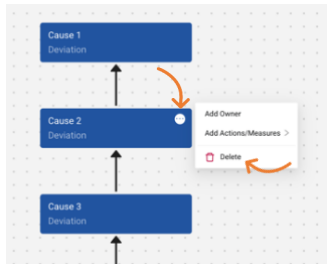 Cause 1
Deviation
Cause 2
Deviation
Add Owner
Add Actions/Measures >
Delete
Cause 3
Deviation